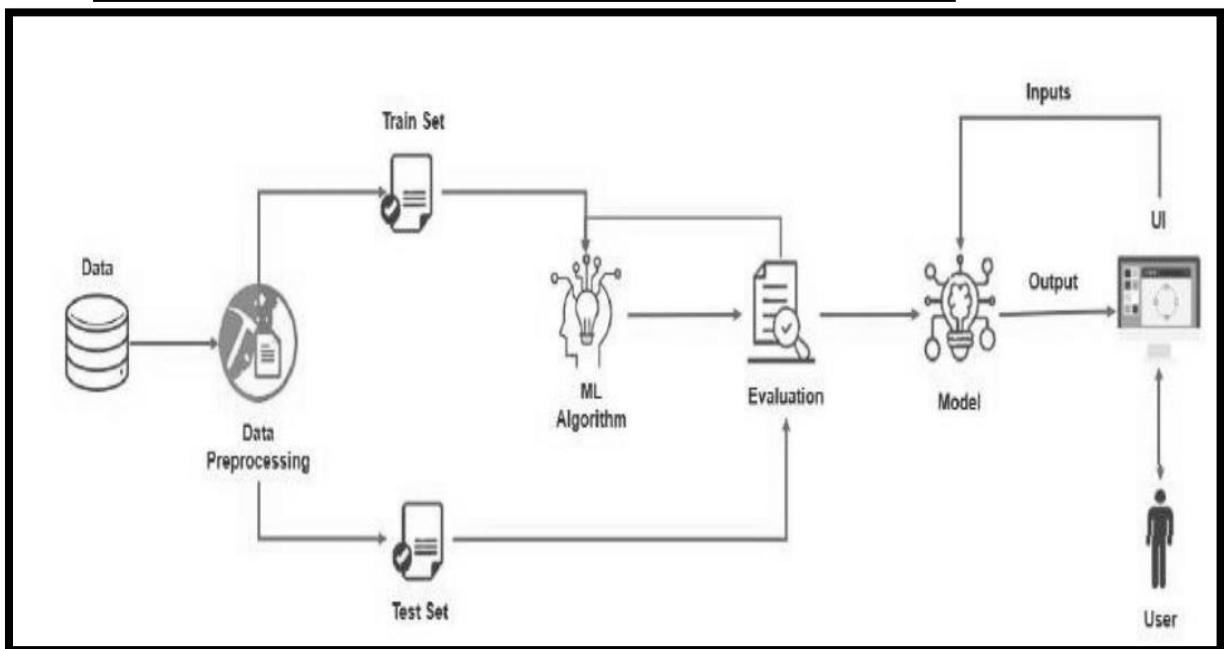 Inputs
Train Set
UI
Data
Output
ML
Algorithm
Evaluation
Model
Data
Preprocessing
Test Set
User